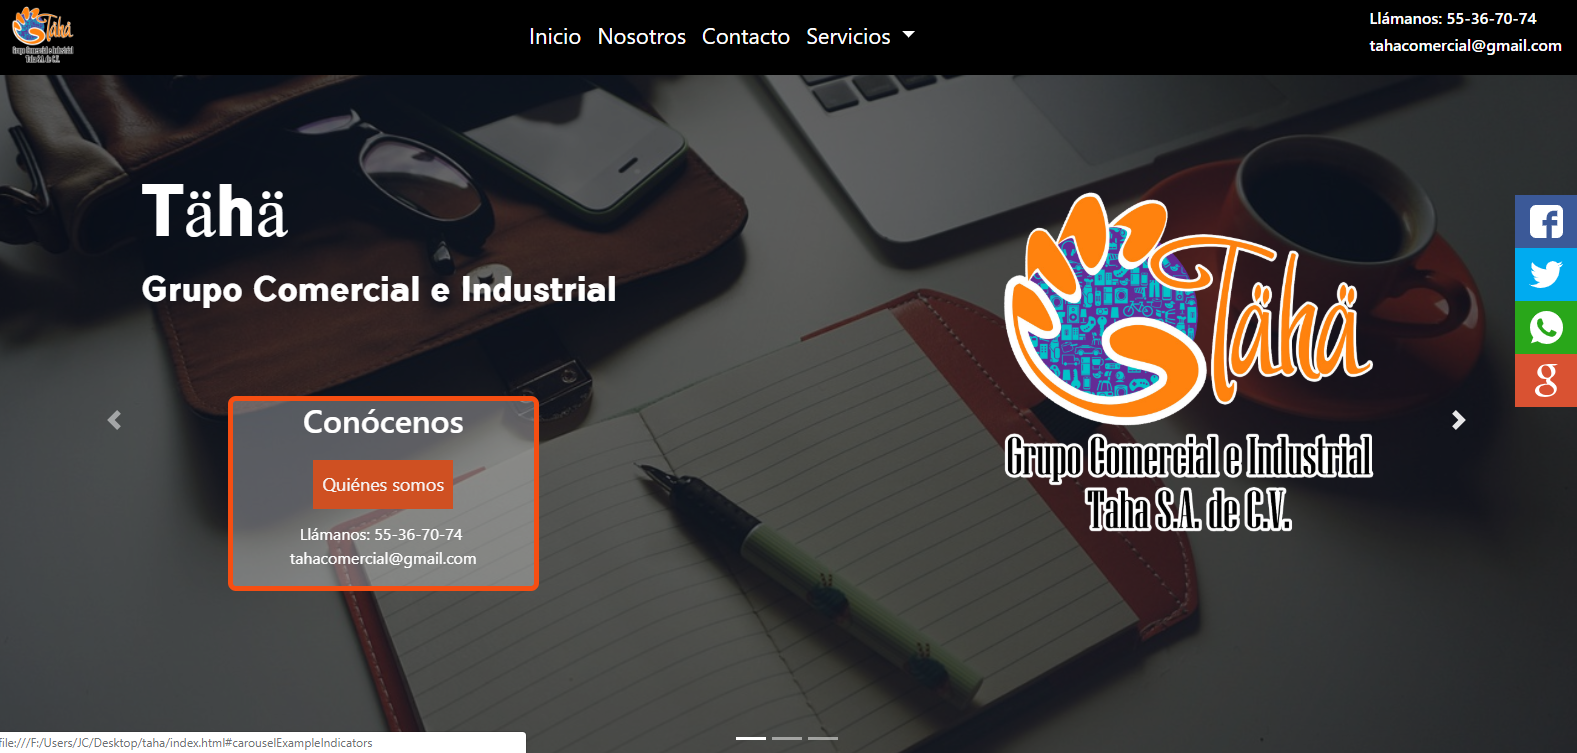 Tähä
Grupo Comercial e Industrial
Taha S.A. de C.V.
Inicio Nosotros Contacto Servicios
Llámanos: 55-36-70-74
tahacomercial@gmail.com
Tähä
Grupo Comercial e Industrial
Conócenos
Quiénes somos
Llámanos: 55-36-70-74
tahacomercial@gmail.com
Tähä
Grupo Comercial e Industrial
Taha S.A. de C.V.
file:///F:/Users/JC/Desktop/taha/index.html#carouselExampleIndicators